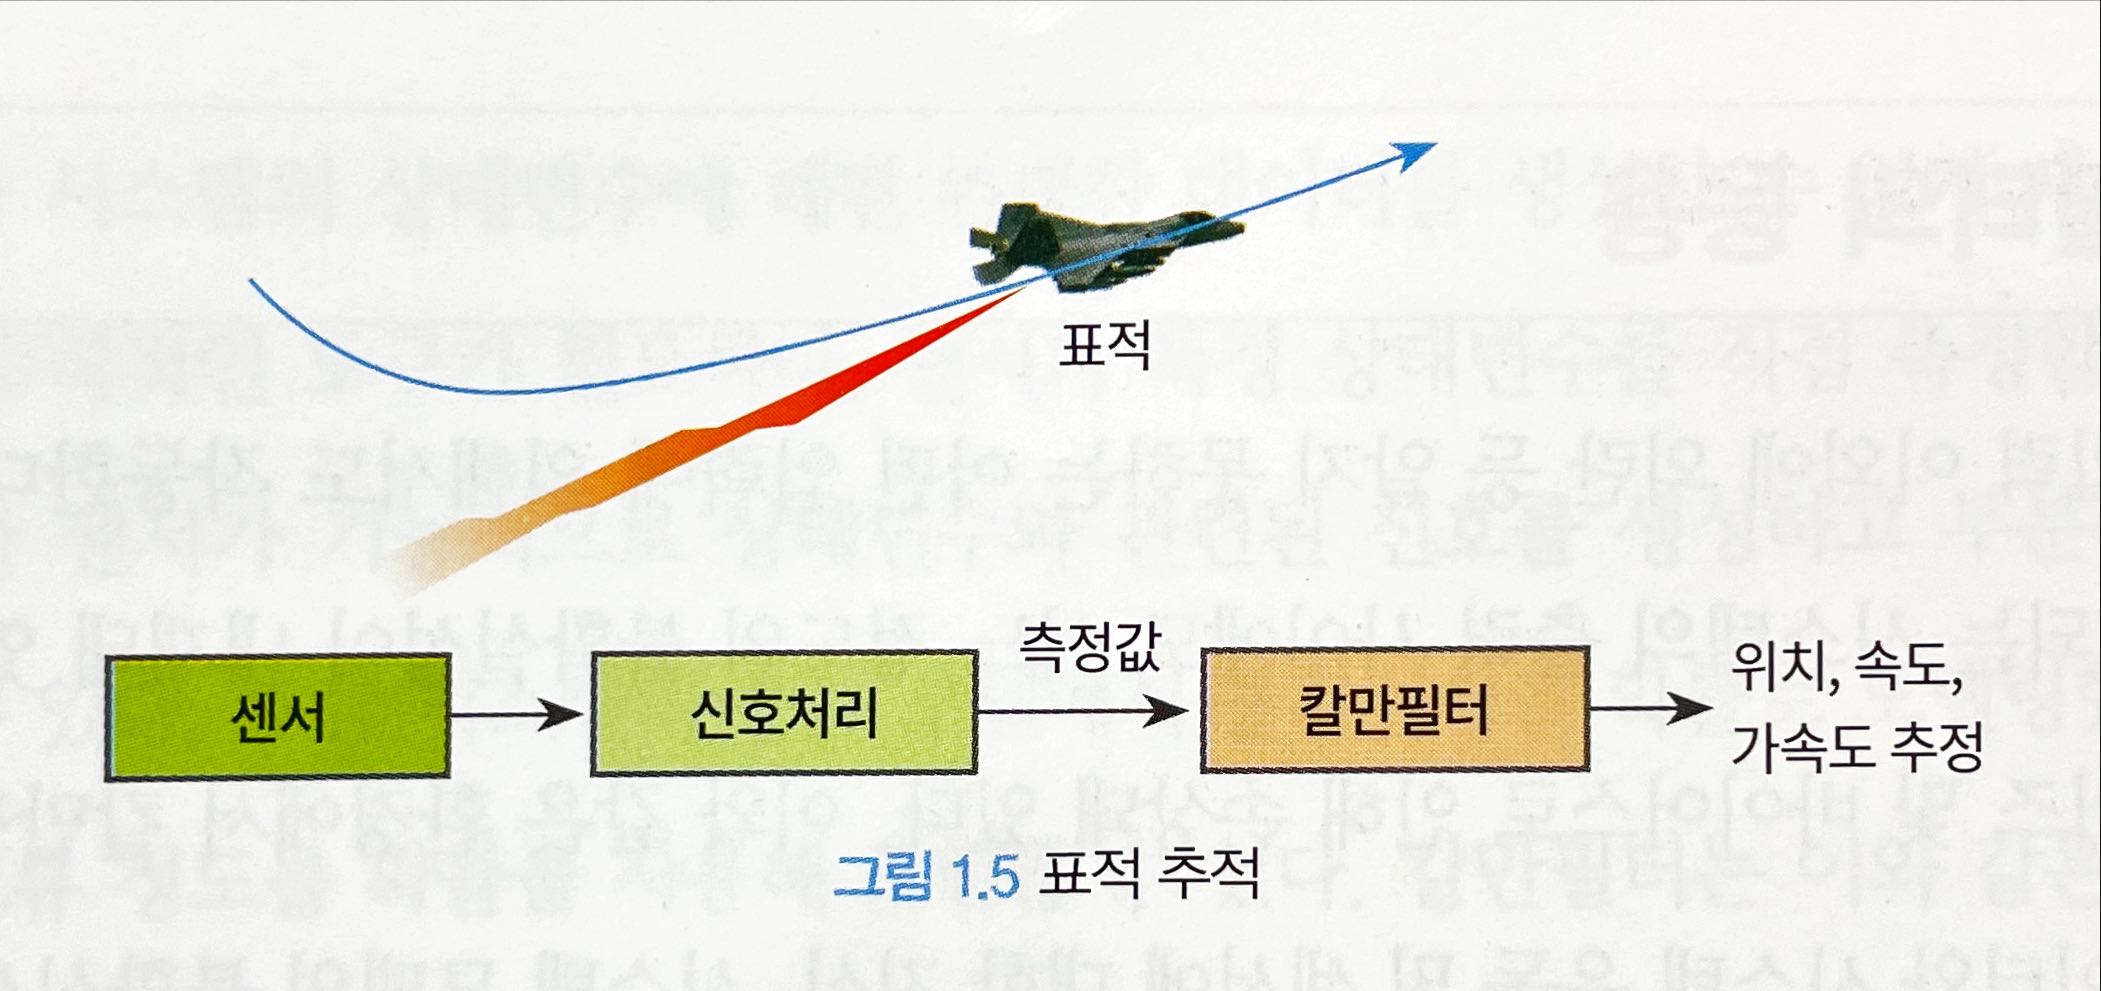 표적
센서
신호처리
측정값
칼만필터
위치, 속도,
가속도 추정
그림 1.5 표적 추적